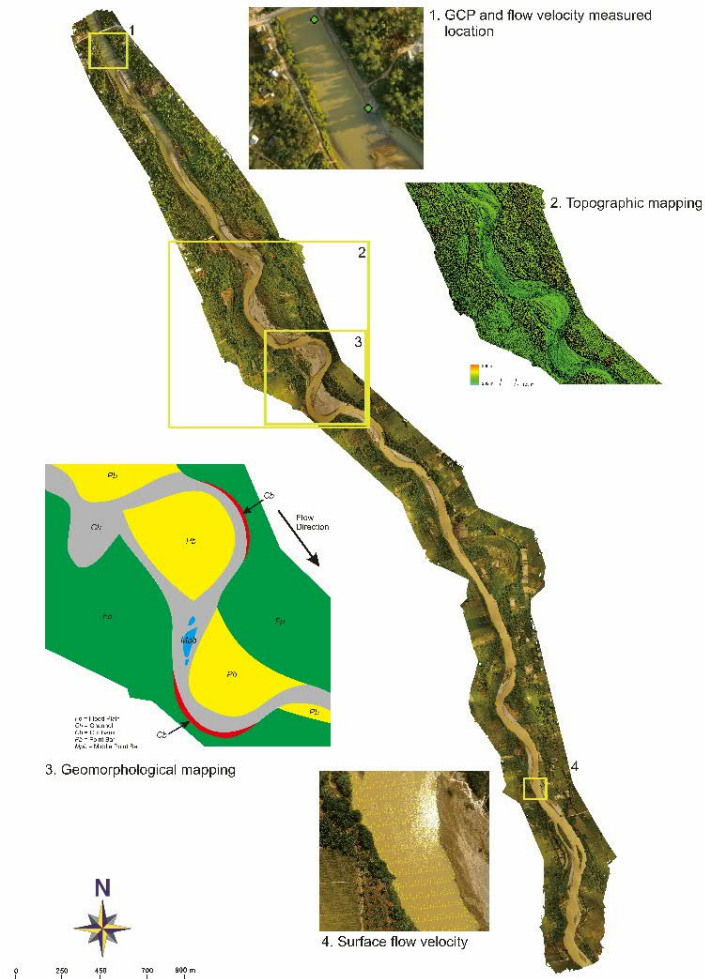 1
1. GCP and flow velocity measured
location
2. Topographic mapping
2
3
Pb
Cb
Flow
Direction
Ch
Pb
Fp
Mpb
Pb
Pb
Cb
3. Geomorphological mapping
4
4. Surface flow velocity
N
0 250 450 700 900 m